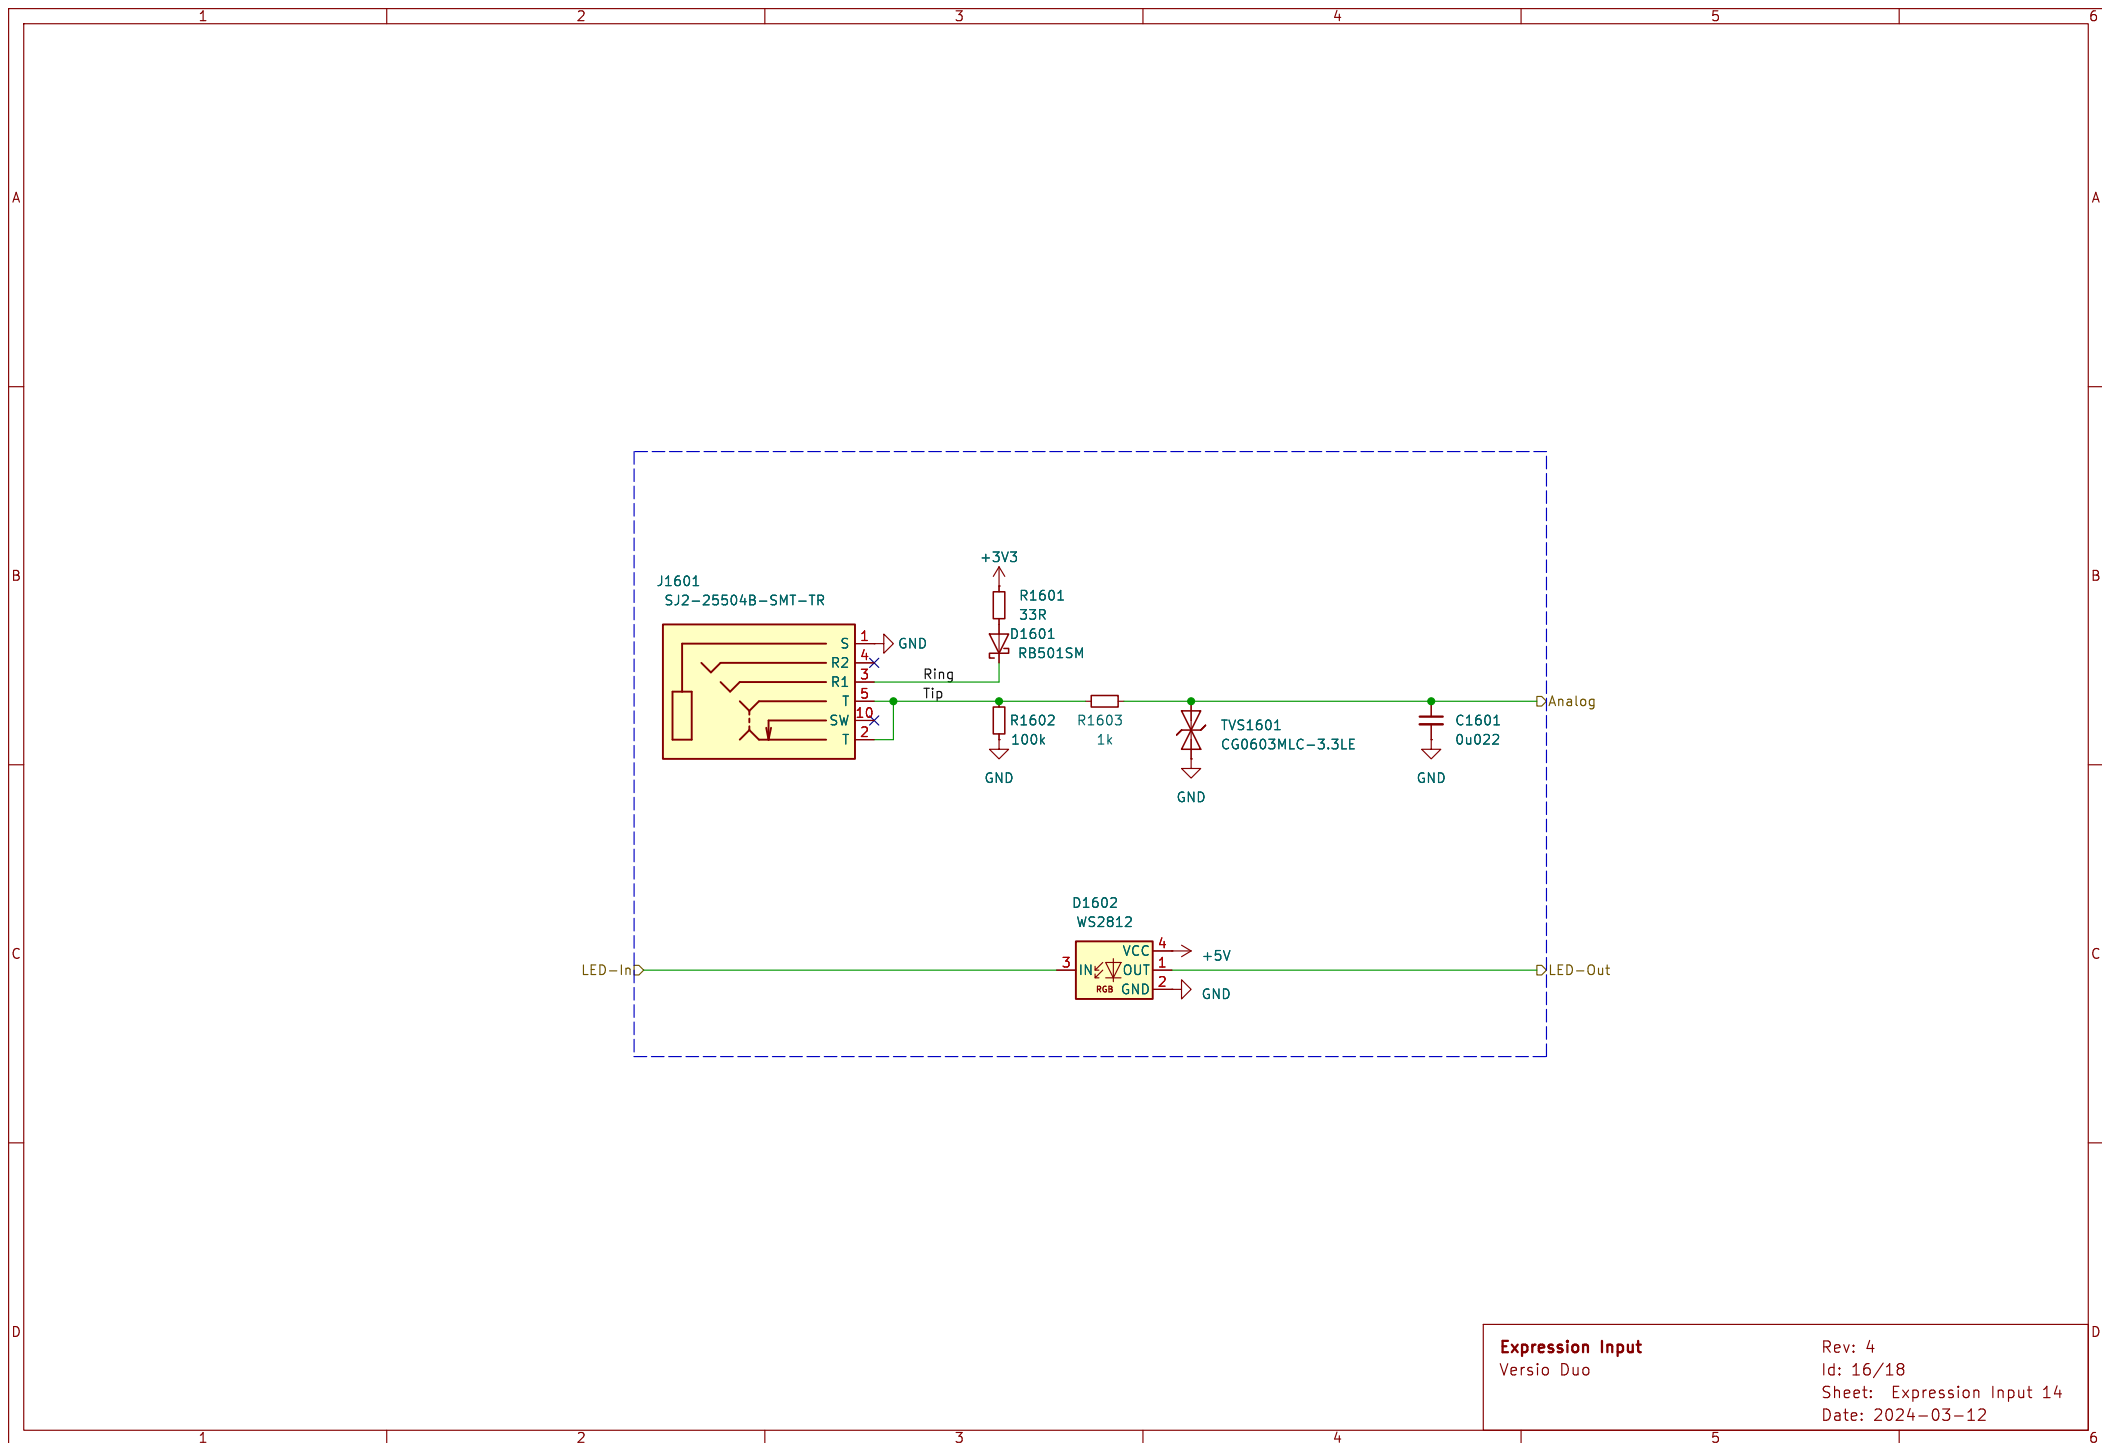 1 2 3 4 5 6
A A
B B
C C
D D
+3V3
J1601
SJ2-25504B-SMT-TR
R1601
33R
D1601
RB501SM
S 1 GND
R2 4
R1 3
Ring
T 5
Tip
SW 10
T 2
R1602
100k
GND
R1603
1k
TVS1601
CG0603MLC-3.3LE
GND
C1601
0u022
GND
Analog
D1602
WS2812
VCC 4 +5V
LED-In 3 IN OUT 1 LED-Out
RGB GND 2 GND
Expression Input
Versio Duo
Rev: 4
Id: 16/18
Sheet: Expression Input 14
Date: 2024-03-12
1 2 3 4 5 6